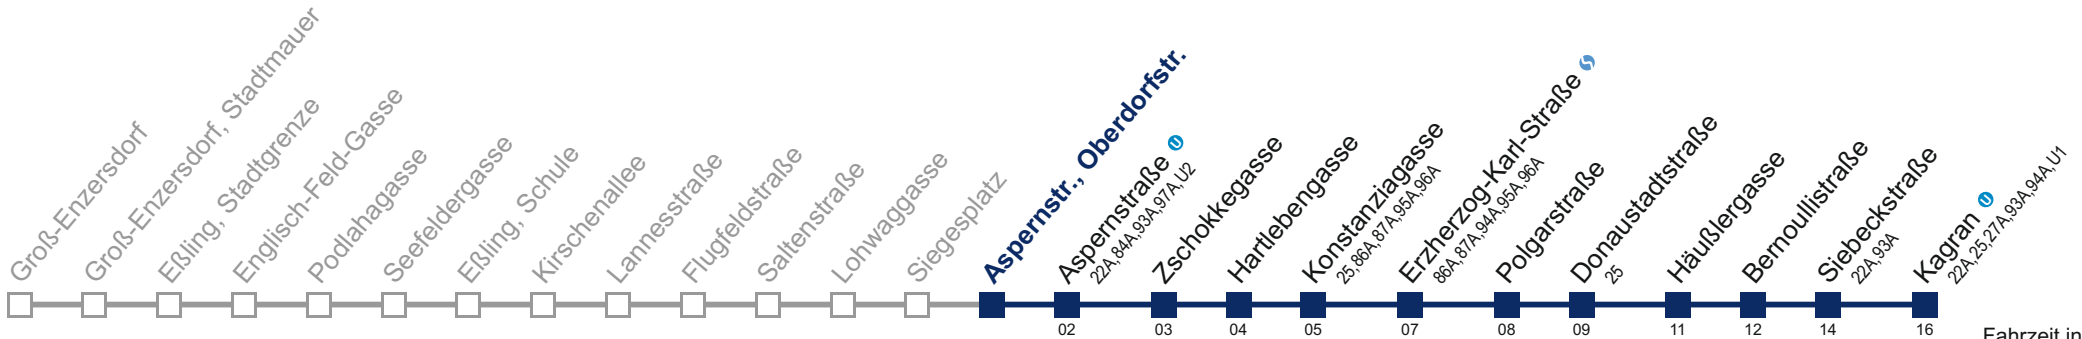 Groß-Enzersdorf
Groß-Enzersdorf, Stadtmauer
Eßling, Stadtgrenze
Englisch-Feld-Gasse
Podlahagasse
Seefeldergasse
Eßling, Schule
Kirschenallee
Lannesstraße
Flugfeldstraße
Saltenstraße
Lohwaggasse
Siegesplatz
Aspernstr., Oberdorfstr.
Aspernstraße U
22A,84A,93A,97A,U2
02
Zschokkegasse
03
Hartlebengasse
04
Konstanziagasse
25,86A,87A,95A,96A
05
Erzherzog-Karl-Straße S
86A,87A,94A,95A,96A
07
Polgarstraße
08
Donaustadtstraße
25
09
Häußlergasse
11
Bernoullistraße
12
Siebeckstraße
22A,93A
14
Kagran U
22A,25,27A,93A,94A,U1
16
Fahrzeit in